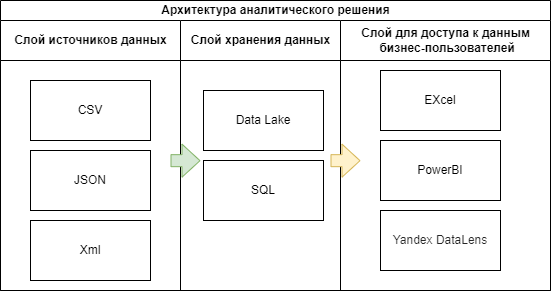 Архитектура аналитического решения
Слой источников данных
Слой хранения данных
Слой для доступа к данным
бизнес-пользователей
CSV
JSON
Xml
Data Lake
SQL
EXcel
PowerBI
Yandex DataLens